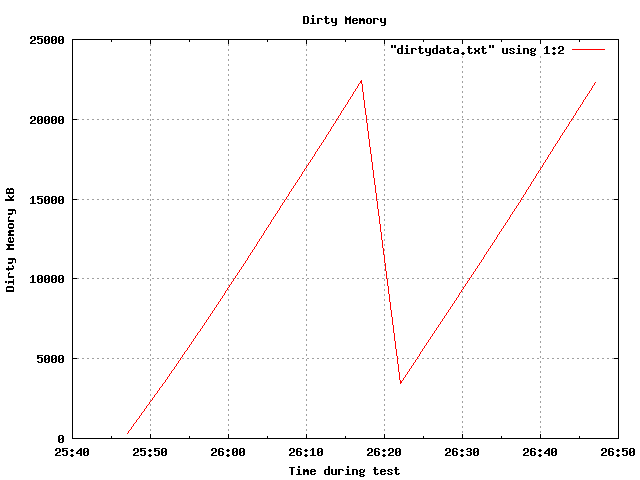 Dirty Memory
25000
"dirtydata.txt" using 1:2
20000
15000
Dirty Memory kB
10000
5000
0
25:40 25:50 26:00 26:10 26:20 26:30 26:40 26:50
Time during test